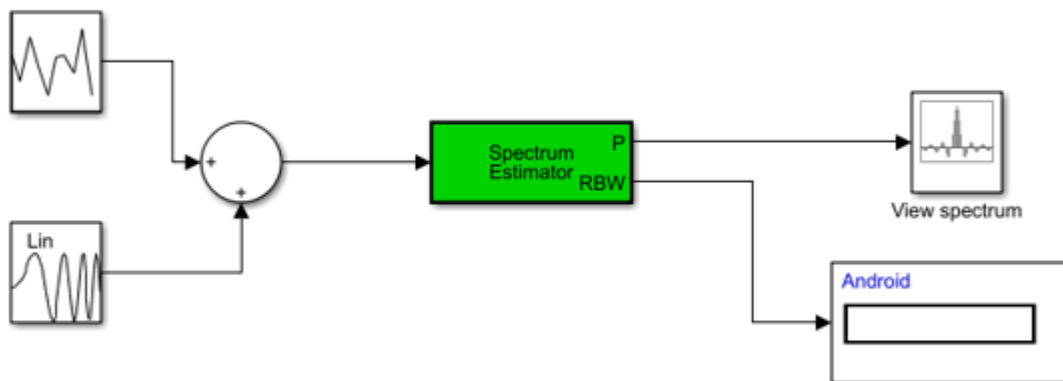 +
+
Lin
Spectrum
Estimator
P
RBW
View spectrum
Android